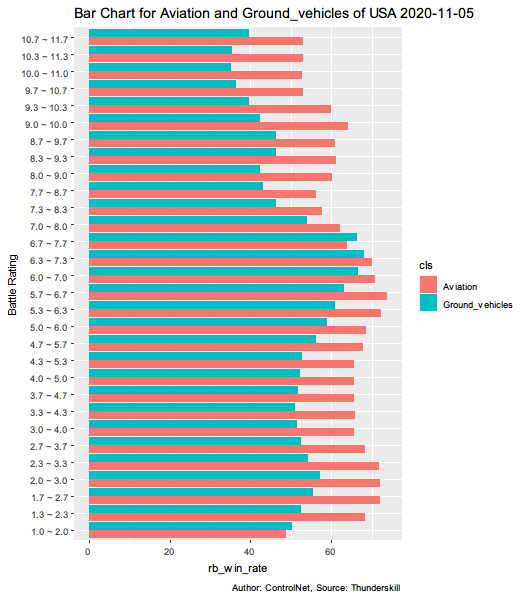 Bar Chart for Aviation and Ground_vehicles of USA 2020-11-05
Battle Rating
10.7 ~ 11.7
10.3 ~ 11.3
10.0 ~ 11.0
9.7 ~ 10.7
9.3 ~ 10.3
9.0 ~ 10.0
8.7 ~ 9.7
8.3 ~ 9.3
8.0 ~ 9.0
7.7 ~ 8.7
7.3 ~ 8.3
7.0 ~ 8.0
6.7 ~ 7.7
6.3 ~ 7.3
6.0 ~ 7.0
5.7 ~ 6.7
5.3 ~ 6.3
5.0 ~ 6.0
4.7 ~ 5.7
4.3 ~ 5.3
4.0 ~ 5.0
3.7 ~ 4.7
3.3 ~ 4.3
3.0 ~ 4.0
2.7 ~ 3.7
2.3 ~ 3.3
2.0 ~ 3.0
1.7 ~ 2.7
1.3 ~ 2.3
1.0 ~ 2.0
0 20 40 60
rb_win_rate
cls
Aviation
Ground_vehicles
Author: ControlNet, Source: Thunderskill